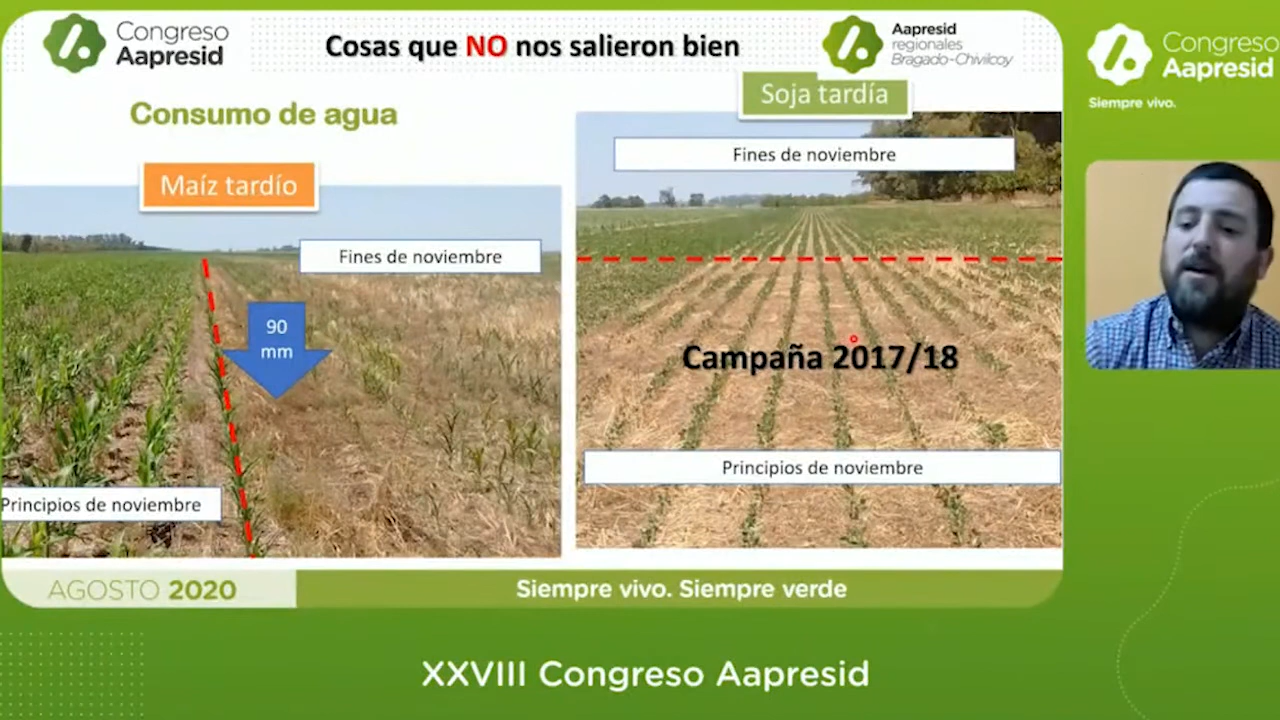 Congreso
Aapresid
Cosas que NO nos salieron bien
Aapresid
regionales
Bragado-Chivilcoy
Congreso
Aapresid
Siempre vivo.
Consumo de agua
Soja tardía
Maíz tardío
Fines de noviembre
Fines de noviembre
90
mm
Campaña 2017/18
Principios de noviembre
Principios de noviembre
AGOSTO 2020
Siempre vivo. Siempre verde
XXVIII Congreso Aapresid